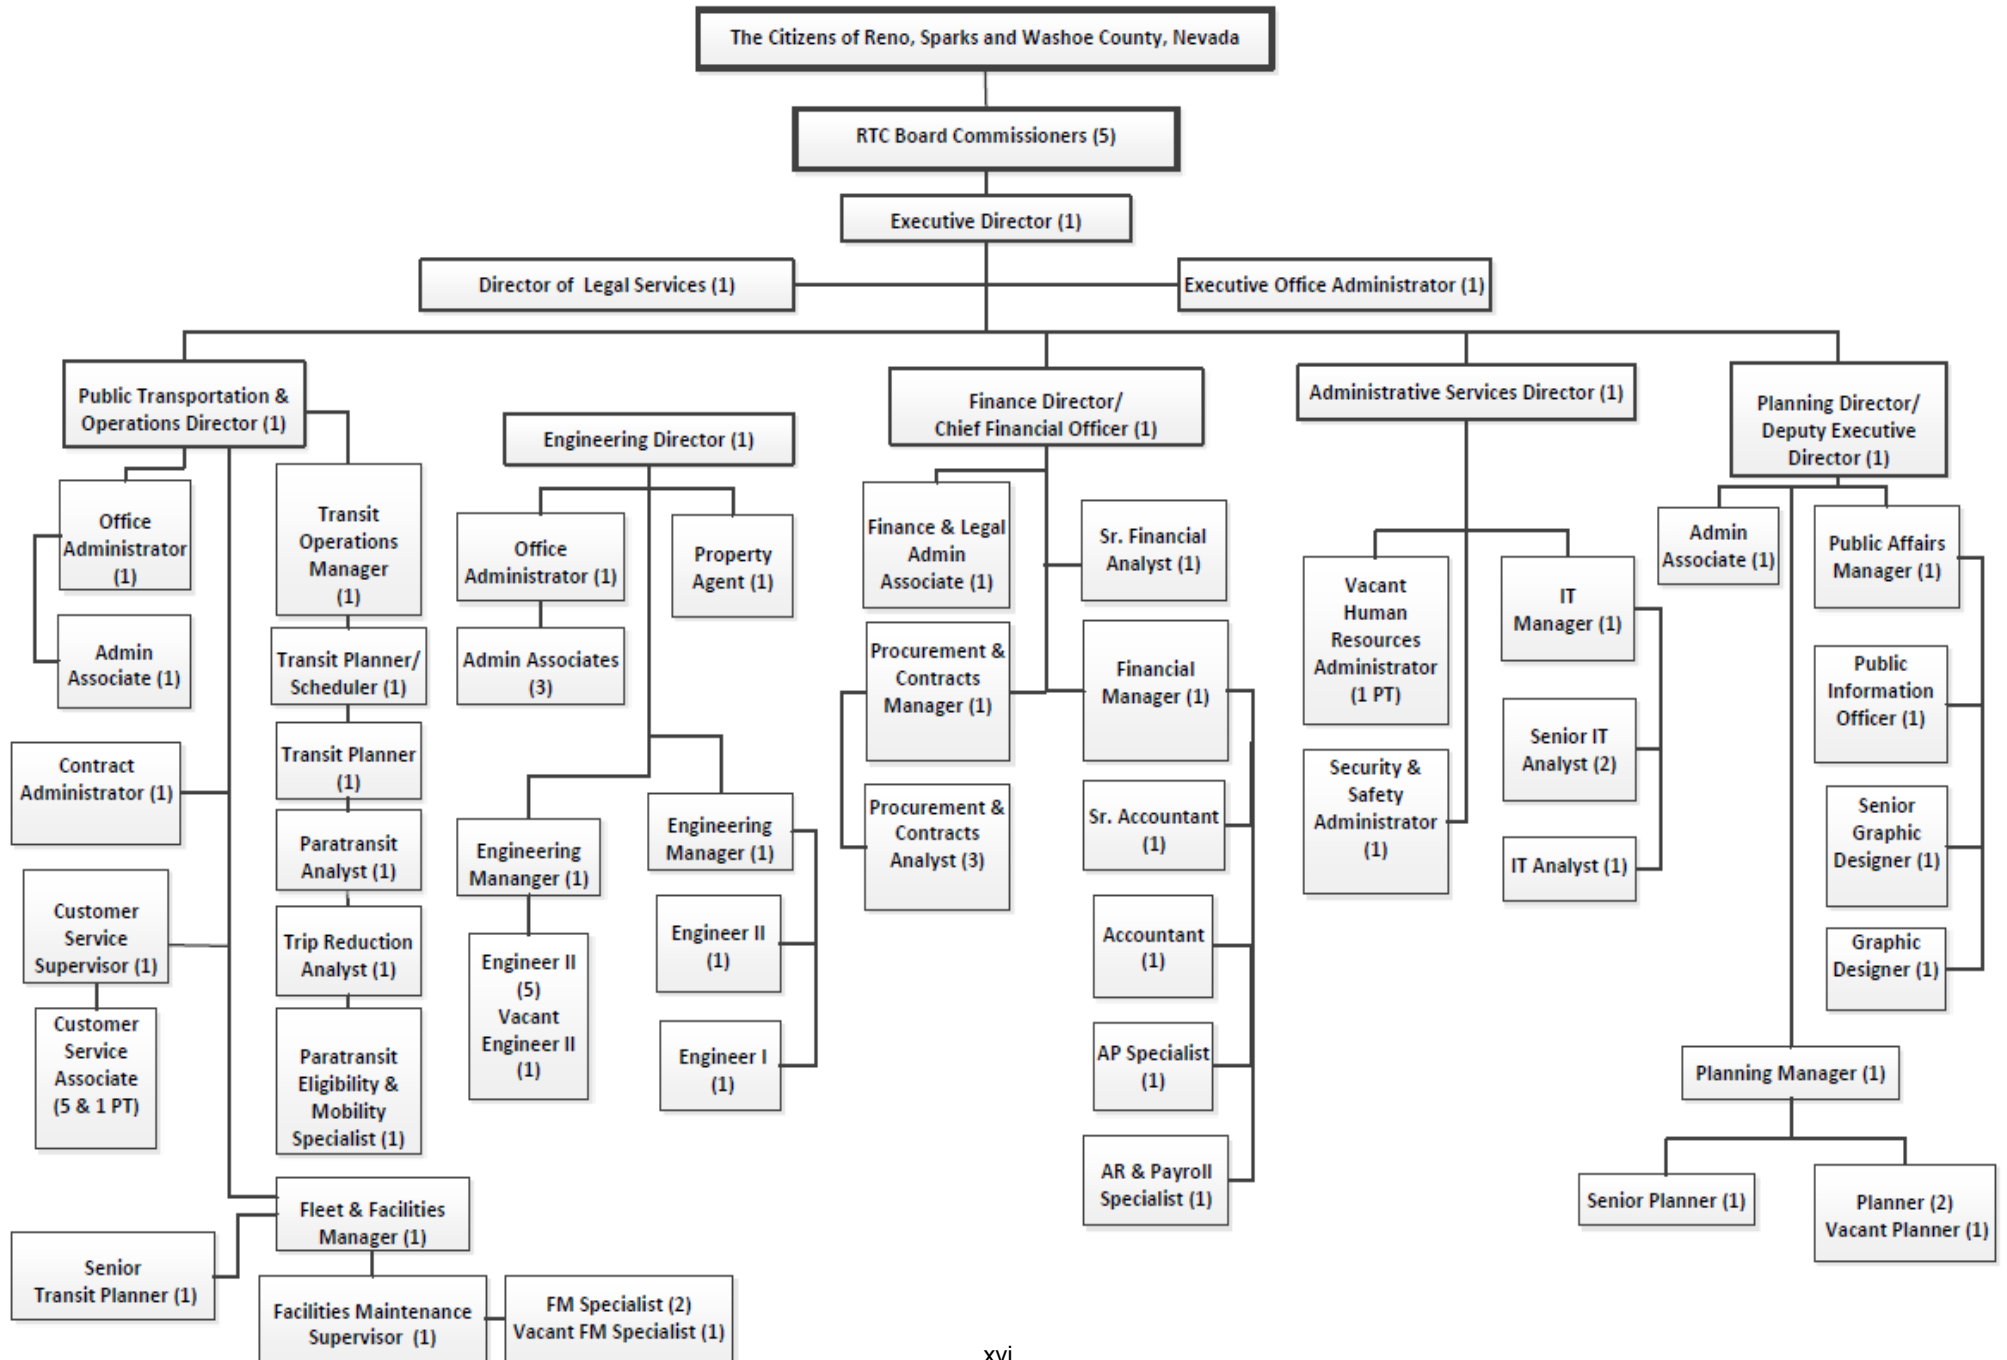 The Citizens of Reno, Sparks and Washoe County, Nevada
RTC Board Commissioners (5)
Executive Director (1)
Director of Legal Services (1)
Executive Office Administrator (1)
Public Transportation &
Operations Director (1)
Office
Administrator
(1)
Admin
Associate (1)
Contract
Administrator (1)
Customer
Service
Supervisor (1)
Customer
Service
Associate
(5 & 1 PT)
Transit
Operations
Manager
(1)
Transit Planner/
Scheduler (1)
Transit Planner
(1)
Paratransit
Analyst (1)
Trip Reduction
Analyst (1)
Paratransit
Eligibility &
Mobility
Specialist (1)
Fleet & Facilities
Manager (1)
Senior
Transit Planner (1)
Facilities Maintenance
Supervisor (1)
FM Specialist (2)
Vacant FM Specialist (1)
Engineering Director (1)
Office
Administrator (1)
Admin Associates
(3)
Property
Agent (1)
Engineering
Mananger (1)
Engineer II
(5)
Vacant
Engineer II
(1)
Engineering
Manager (1)
Engineer II
(1)
Engineer I
(1)
Finance Director/
Chief Financial Officer (1)
Finance & Legal
Admin
Associate (1)
Sr. Financial
Analyst (1)
Procurement &
Contracts
Manager (1)
Procurement &
Contracts
Analyst (3)
Financial
Manager (1)
Sr. Accountant
(1)
Accountant
(1)
AP Specialist
(1)
AR & Payroll
Specialist (1)
Administrative Services Director (1)
Vacant
Human
Resources
Administrator
(1 PT)
Security &
Safety
Administrator
(1)
IT
Manager (1)
Senior IT
Analyst (2)
IT Analyst (1)
Planning Director/
Deputy Executive
Director (1)
Admin
Associate (1)
Public Affairs
Manager (1)
Public
Information
Officer (1)
Senior
Graphic
Designer (1)
Graphic
Designer (1)
Planning Manager (1)
Senior Planner (1)
Planner (2)
Vacant Planner (1)
xvi